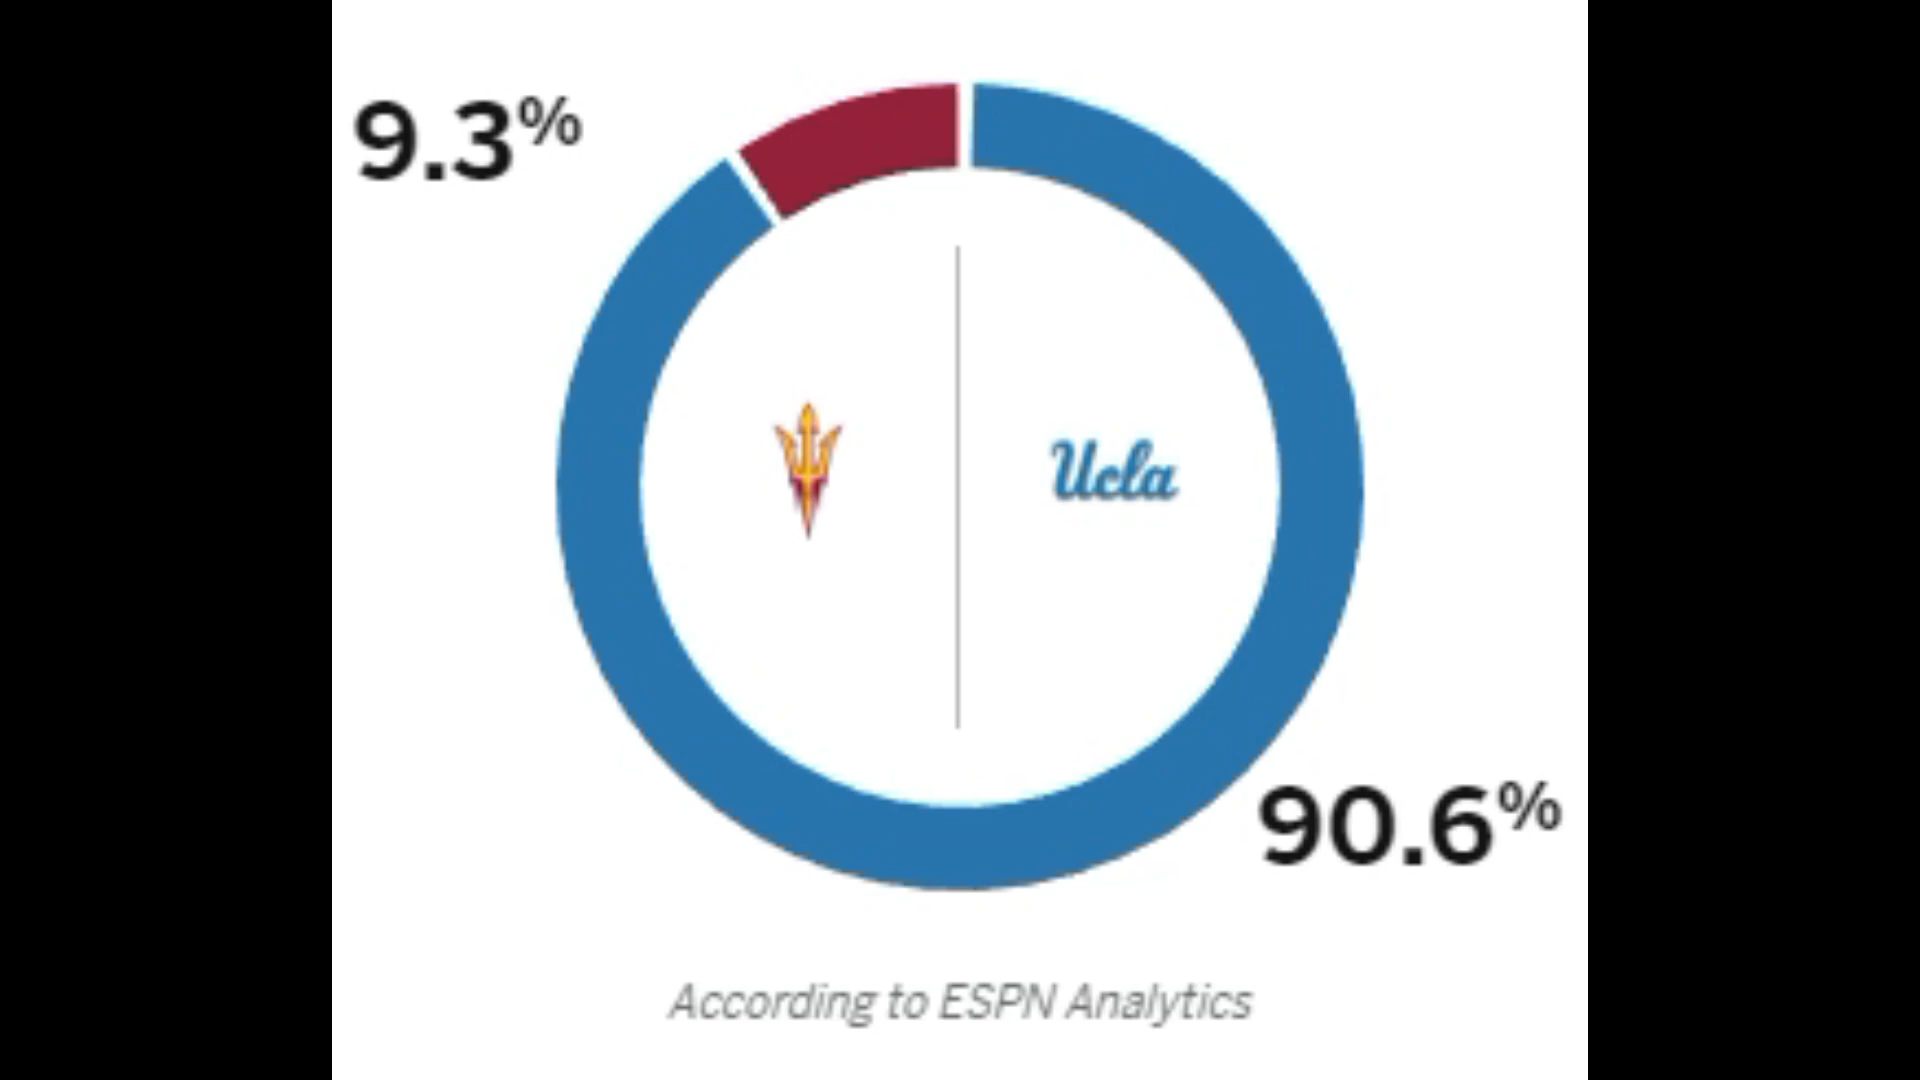 9.3%
Ucla
90.6%
According to ESPN Analytics